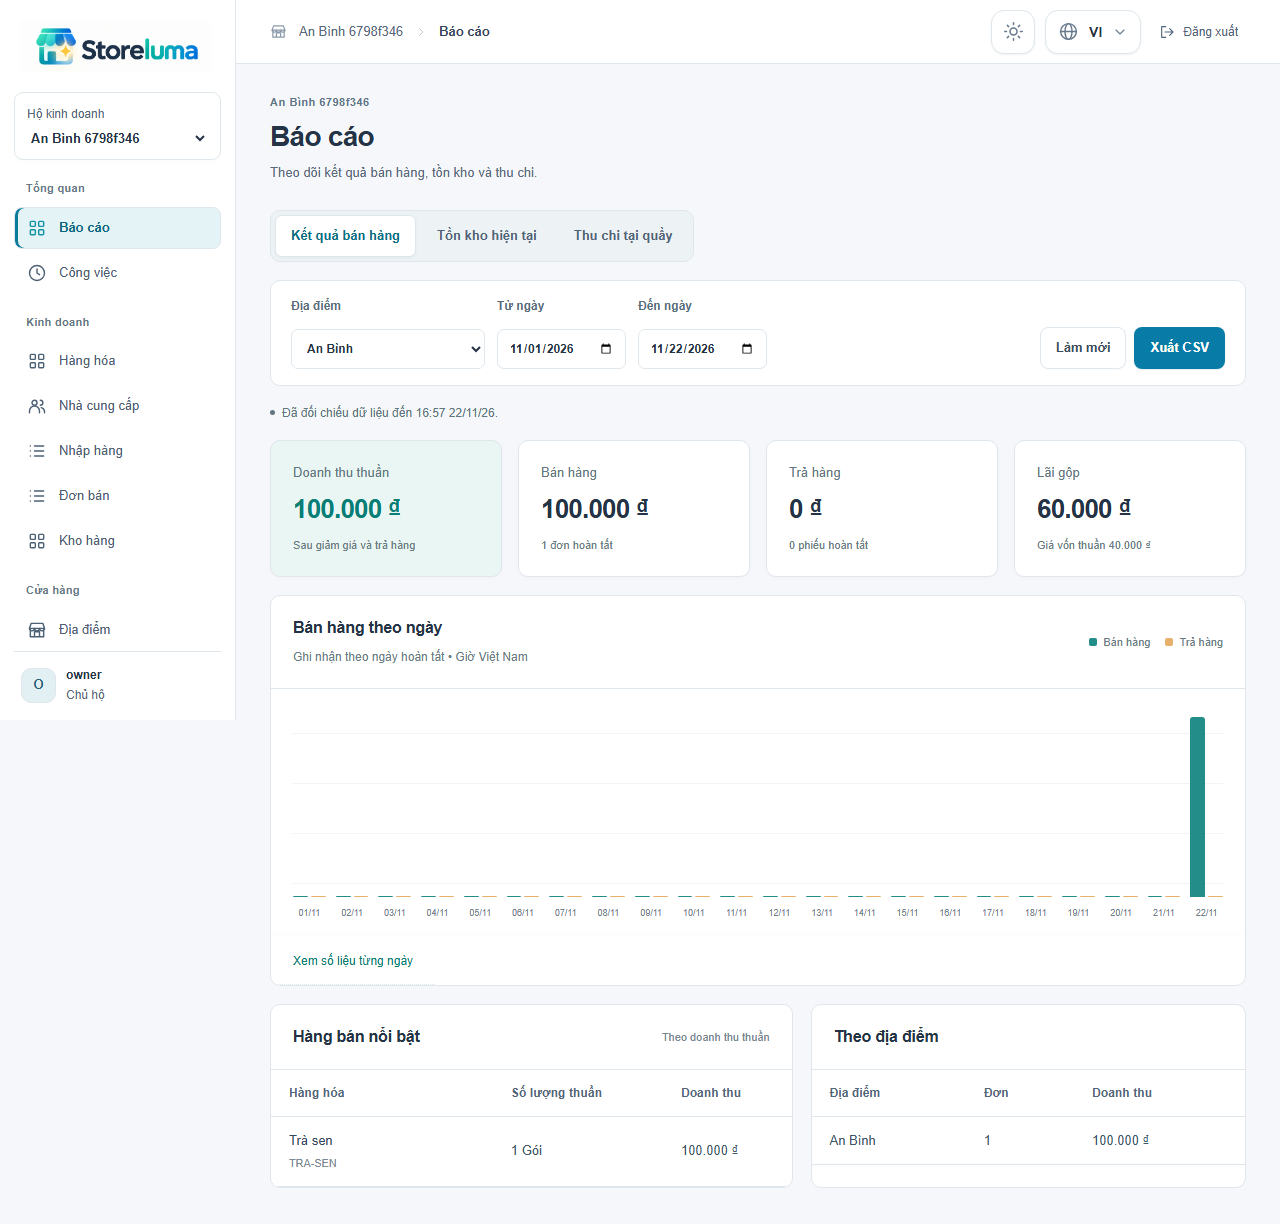 Storeluma
Hộ kinh doanh
An Bình 6798f346
Tổng quan
Báo cáo
Công việc
Kinh doanh
Hàng hóa
Nhà cung cấp
Nhập hàng
Đơn bán
Kho hàng
Cửa hàng
Địa điểm
O
owner
Chủ hộ
An Bình 6798f346
Báo cáo
VI
Đăng xuất
An Bình 6798f346
Báo cáo
Theo dõi kết quả bán hàng, tồn kho và thu chi.
Kết quả bán hàng
Tồn kho hiện tại
Thu chi tại quầy
Địa điểm
Từ ngày
Đến ngày
An Bình
11/01/2026
11/22/2026
Làm mới
Xuất CSV
Đã đối chiếu dữ liệu đến 16:57 22/11/26.
Doanh thu thuần
100.000 ₫
Sau giảm giá và trả hàng
Bán hàng
100.000 ₫
1 đơn hoàn tất
Trả hàng
0 ₫
0 phiếu hoàn tất
Lãi gộp
60.000 ₫
Giá vốn thuần 40.000 ₫
Bán hàng theo ngày
Ghi nhận theo ngày hoàn tất • Giờ Việt Nam
Bán hàng
Trả hàng
01/11 02/11 03/11 04/11 05/11 06/11 07/11 08/11 09/11 10/11 11/11 12/11 13/11 14/11 15/11 16/11 17/11 18/11 19/11 20/11 21/11 22/11
Xem số liệu từng ngày
Hàng bán nổi bật
Theo doanh thu thuần
Hàng hóa Số lượng thuần Doanh thu
Trà sen
TRA-SEN
1 Gói
100.000 ₫
Theo địa điểm
Địa điểm Đơn Doanh thu
An Bình 1 100.000 ₫